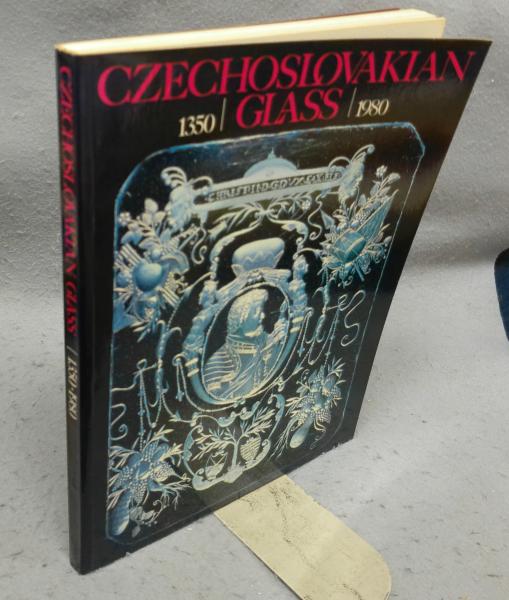 CZECHOSLOVAKIAN
1350 / GLASS / 1980
CZECHOSLOVAKIAN GLASS / 1350-1980